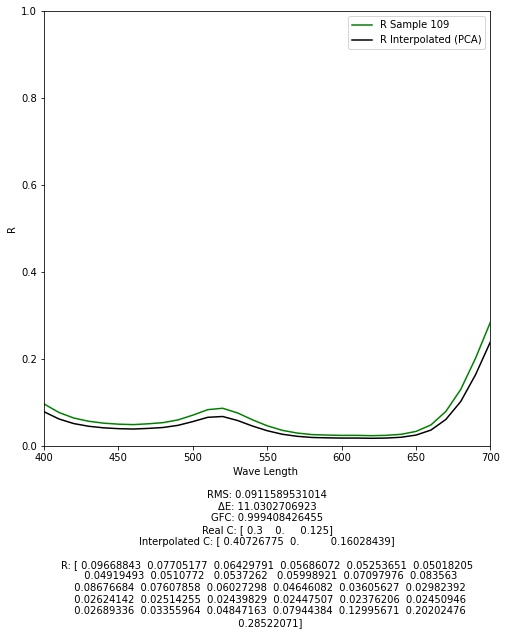 1.0
0.8
0.6
0.4
0.2
0.0
R
R Sample 109
R Interpolated (PCA)
400 450 500 550 600 650 700
Wave Length
RMS: 0.0911589531014
ΔE: 11.0302706923
GFC: 0.999408426455
Real C: [ 0.3 0. 0.125]
Interpolated C: [ 0.40726775 0. 0.16028439]
R: [ 0.09668843 0.07705177 0.06429791 0.05686072 0.05253651 0.05018205
0.04919493 0.0510772 0.0537262 0.05998921 0.07097976 0.083563
0.08676684 0.07607858 0.06027298 0.04646082 0.03605627 0.02982392
0.02624142 0.02514255 0.02439829 0.02447507 0.02376206 0.02450946
0.02689336 0.03355964 0.04847163 0.07944384 0.12995671 0.20202476
0.28522071]